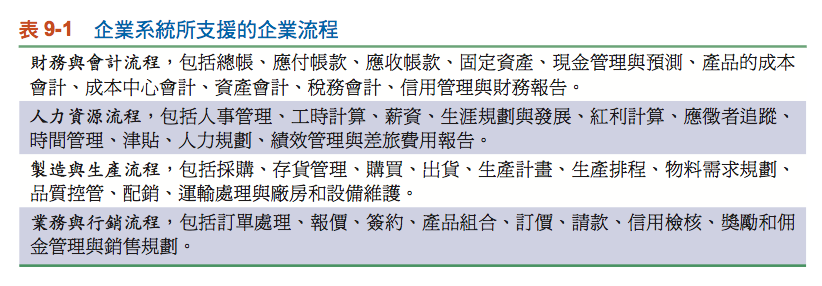 表 9-1 企業系統所支援的企業流程
財務與會計流程，包括總帳、應付帳款、應收帳款、固定資產、現金管理與預測、產品的成本
會計、成本中心會計、資產會計、稅務會計、信用管理與財務報告。
人力資源流程，包括人事管理、工時計算、薪資、生涯規劃與發展、紅利計算、應徵者追蹤、
時間管理、津貼、人力規劃、績效管理與差旅費用報告。
製造與生產流程，包括採購、存貨管理、購買、出貨、生產計畫、生產排程、物料需求規劃、
品質控管、配銷、運輸處理與廠房和設備維護。
業務與行銷流程，包括訂單處理、報價、簽約、產品組合、訂價、請款、信用檢核、獎勵和佣
金管理與銷售規劃。